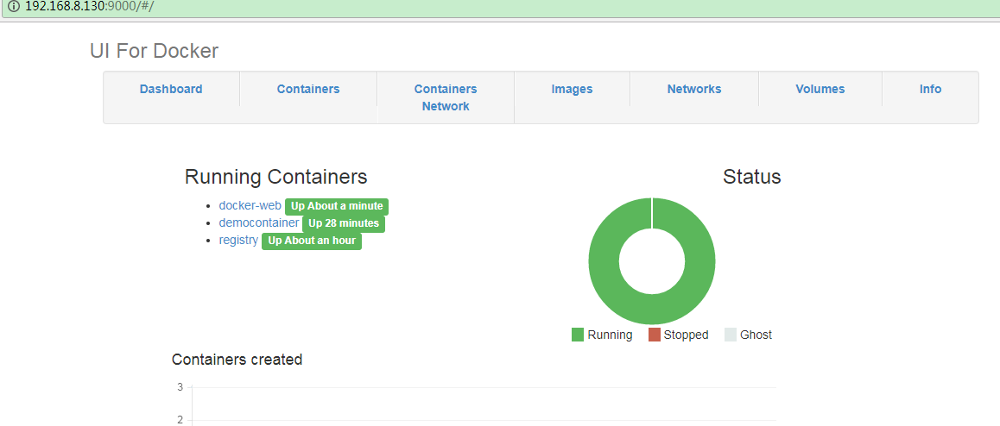 192.168.8.130:9000/#/
UI For Docker
Dashboard Containers Containers Network Images Networks Volumes Info
Running Containers
docker-web Up About a minute
democontainer Up 28 minutes
registry Up About an hour
Status
Running Stopped Ghost
Containers created
3
2